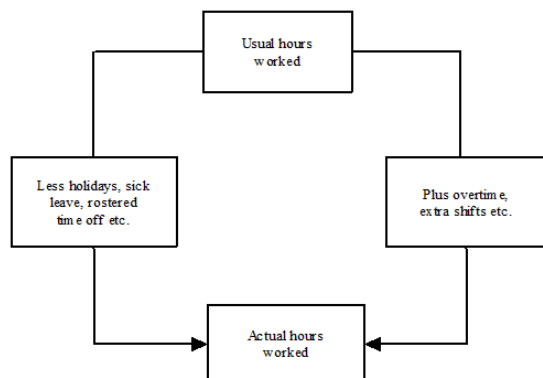 Usual hours
worked
Less holidays, sick
leave, rostered
time off etc.
Plus overtime,
extra shifts etc.
Actual hours
worked